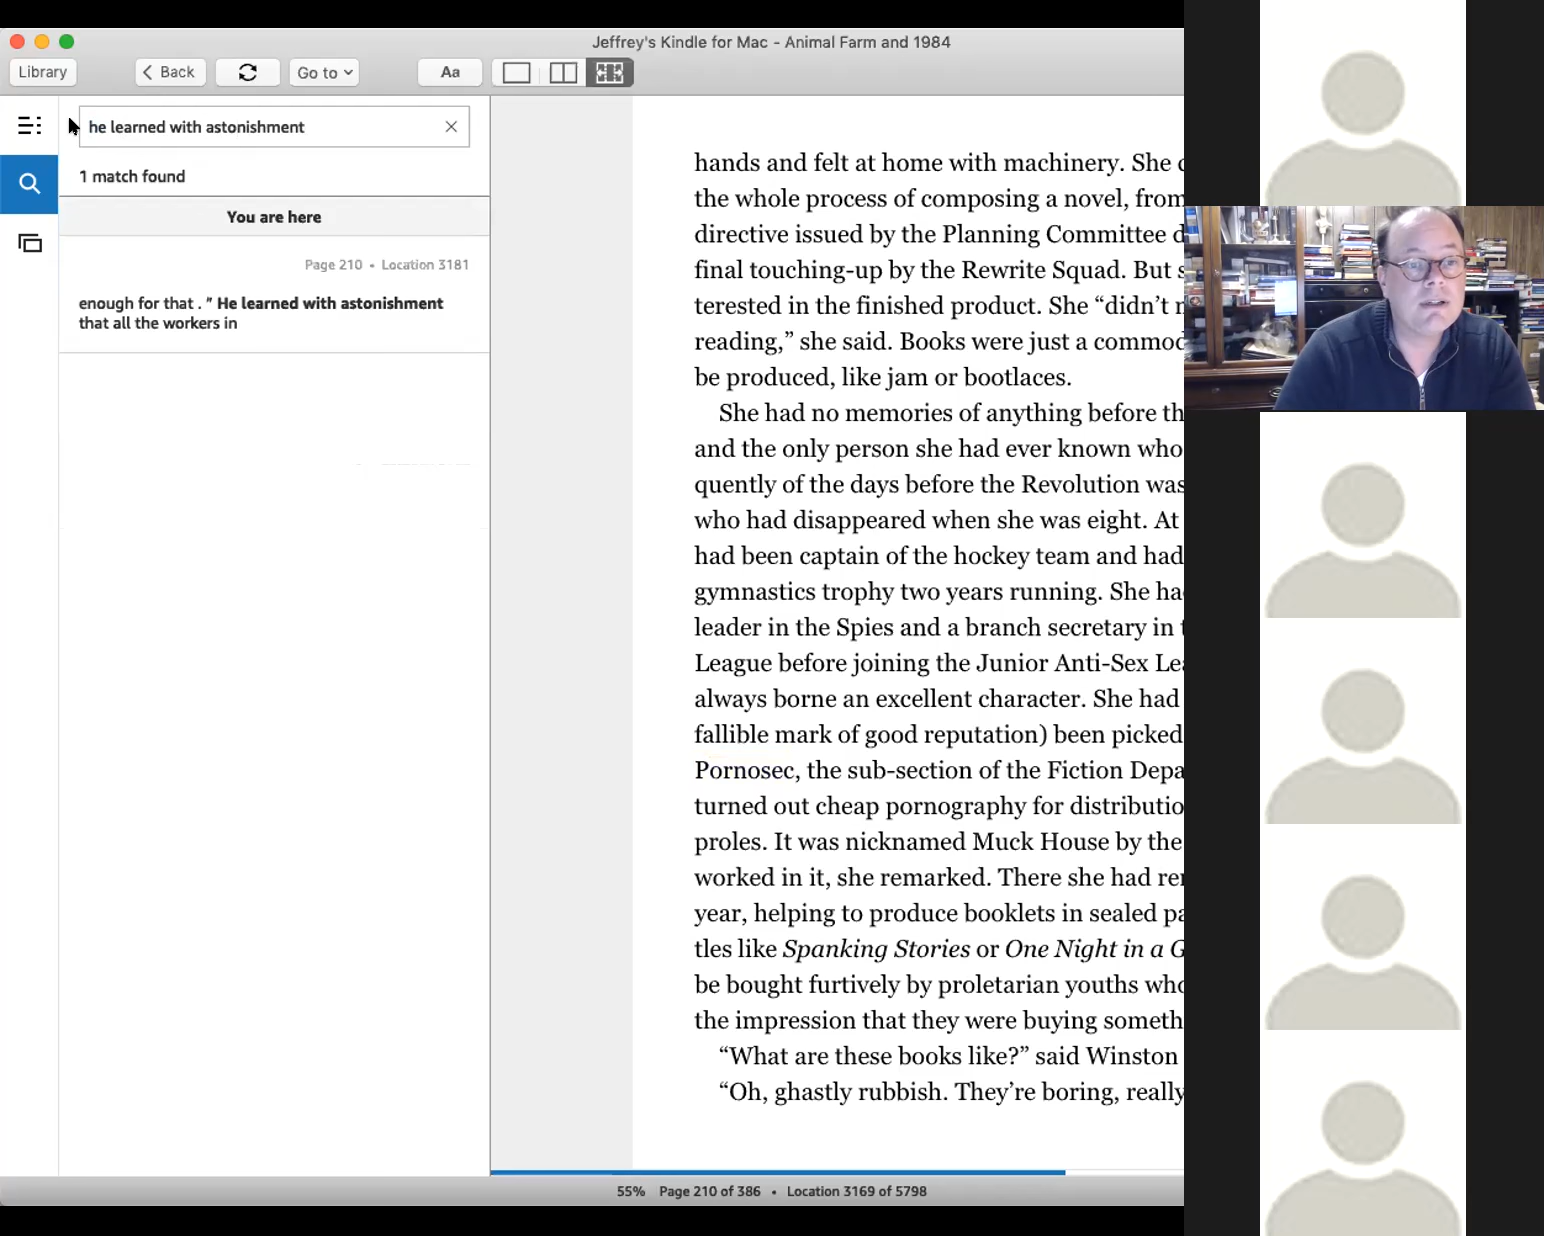 Jeffrey's Kindle for Mac - Animal Farm and 1984
Library
Back
Go to
Aa
he learned with astonishment
1 match found
You are here
Page 210 • Location 3181
enough for that . " He learned with astonishment
that all the workers in
hands and felt at home with machinery. She
the whole process of composing a novel, from
directive issued by the Planning Committee
final touching-up by the Rewrite Squad. But
terested in the finished product. She “didn’t
reading,” she said. Books were just a commod
be produced, like jam or bootlaces.
She had no memories of anything before th
and the only person she had ever known who
quently of the days before the Revolution was
who had disappeared when she was eight. At
had been captain of the hockey team and had
gymnastics trophy two years running. She ha
leader in the Spies and a branch secretary in
League before joining the Junior Anti-Sex Lea
always borne an excellent character. She had
fallible mark of good reputation) been picked
Pornosec, the sub-section of the Fiction Depa
turned out cheap pornography for distributio
proles. It was nicknamed Muck House by the
worked in it, she remarked. There she had re
year, helping to produce booklets in sealed pa
tles like Spanking Stories or One Night in a G
be bought furtively by proletarian youths who
the impression that they were buying someth
“What are these books like?” said Winston
“Oh, ghastly rubbish. They’re boring, really
55% Page 210 of 386 • Location 3169 of 5798